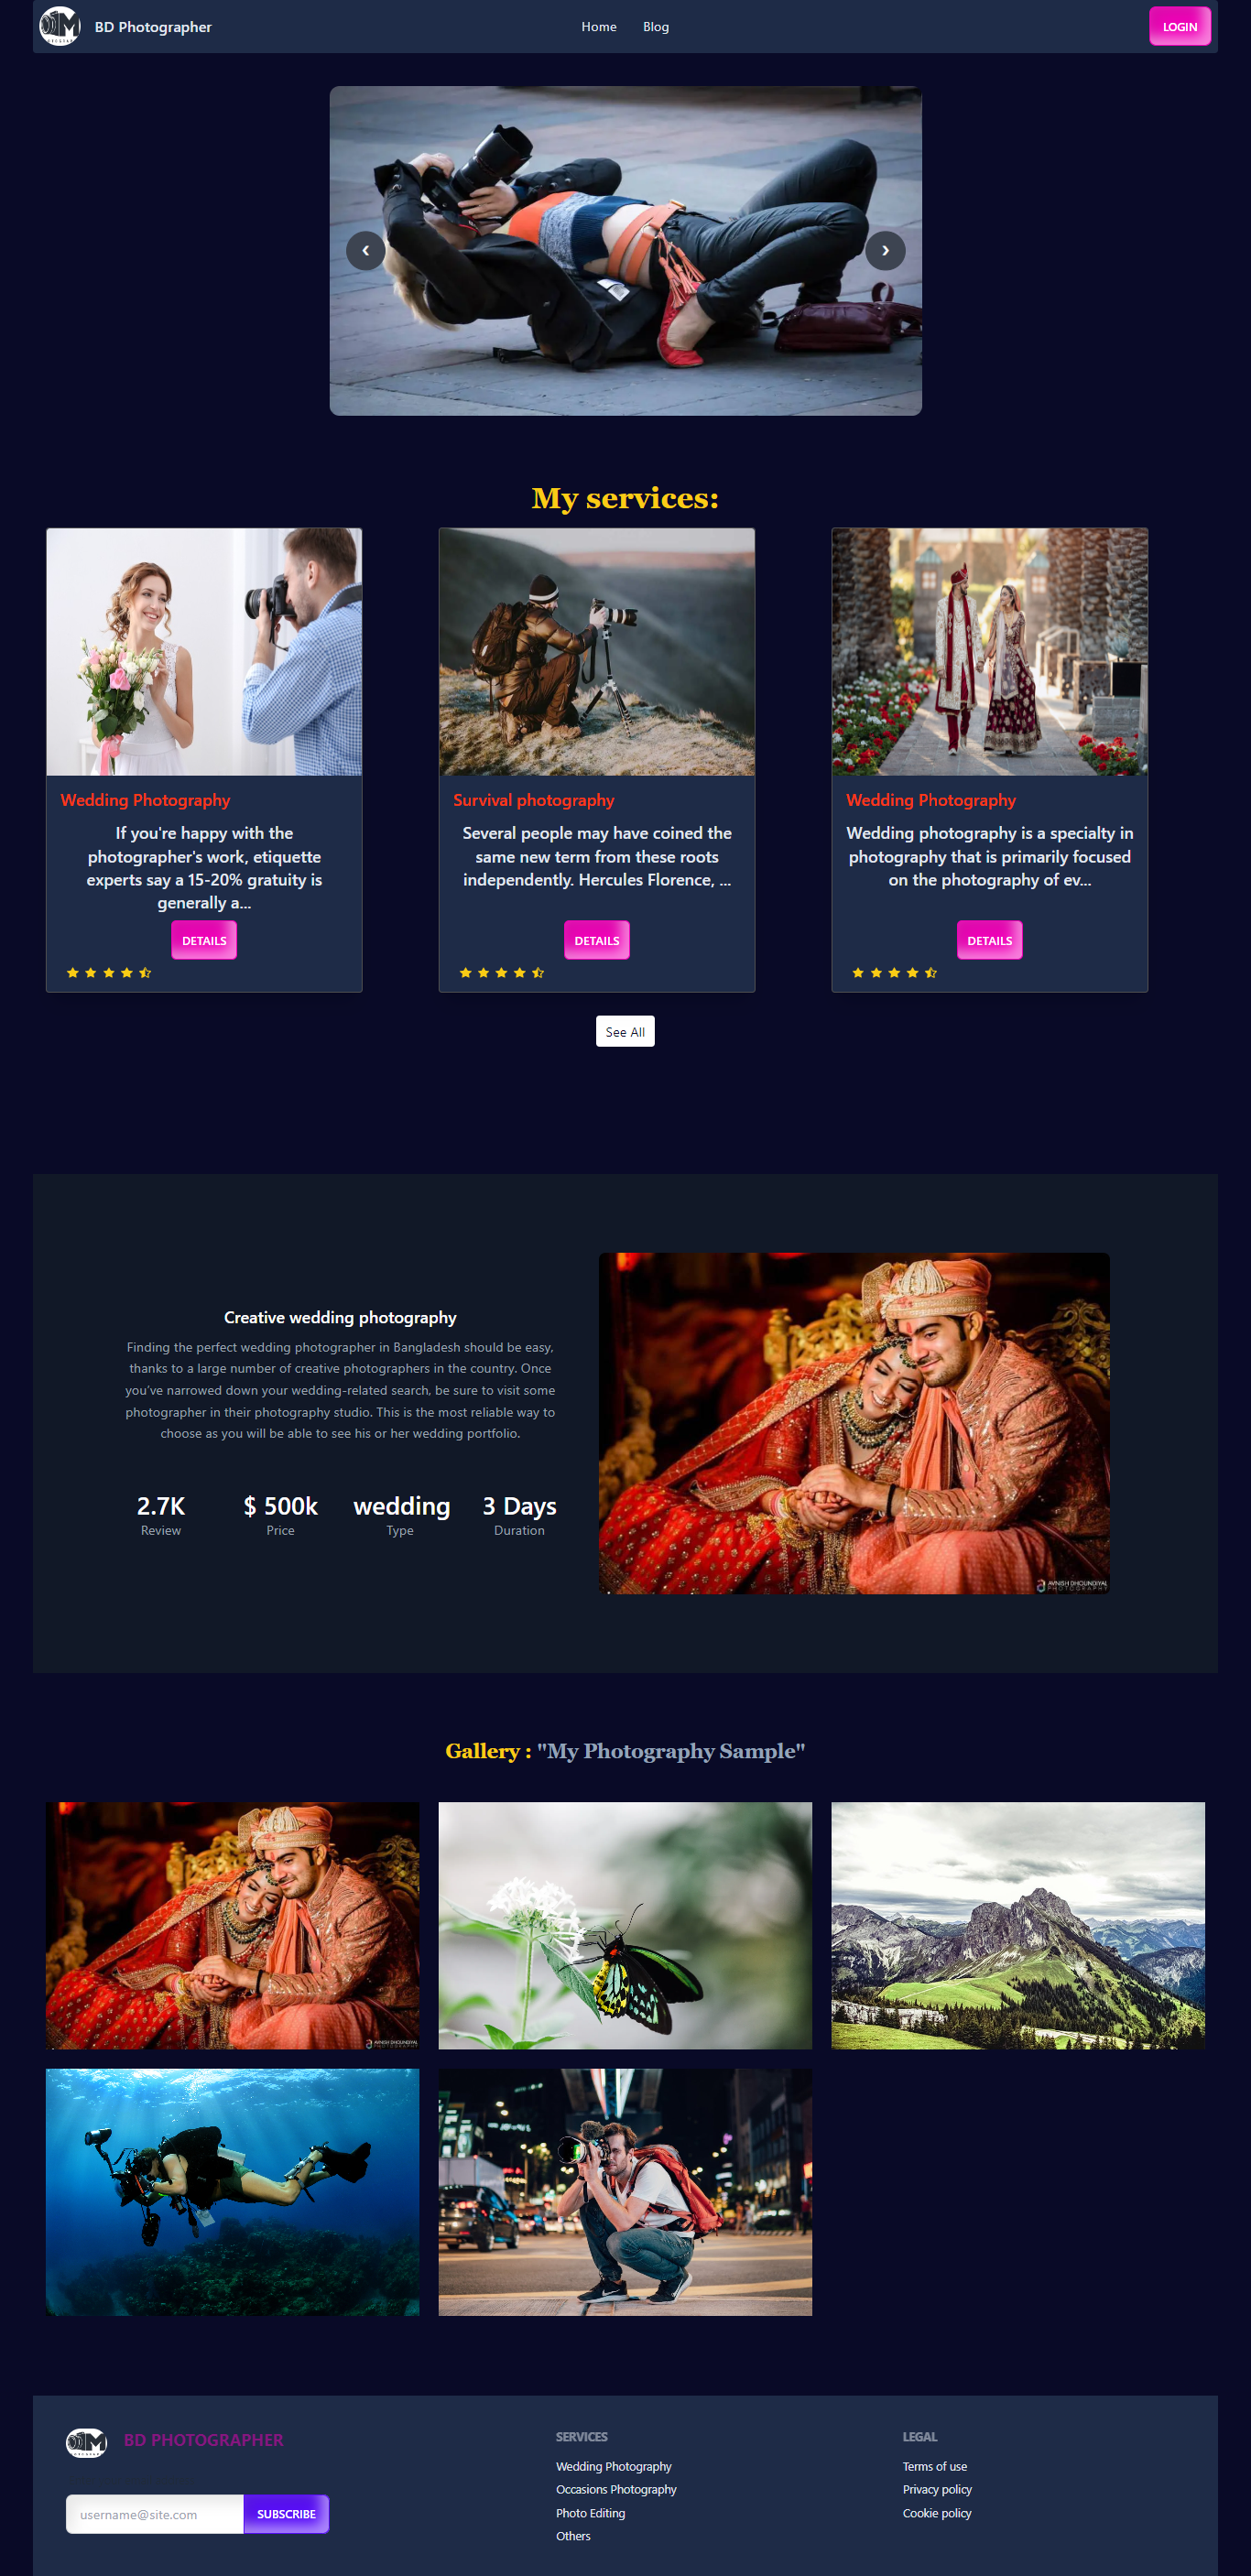 BD Photographer
Home
Blog
LOGIN
❮
❯
My services:
Wedding Photography
If you're happy with the
photographer's work, etiquette
experts say a 15-20% gratuity is
generally a...
DETAILS
Survival photography
Several people may have coined the
same new term from these roots
independently. Hercules Florence, ...
DETAILS
Wedding Photography
Wedding photography is a specialty in
photography that is primarily focused
on the photography of ev...
DETAILS
See All
Creative wedding photography
Finding the perfect wedding photographer in Bangladesh should be easy,
thanks to a large number of creative photographers in the country. Once
you've narrowed down your wedding-related search, be sure to visit some
photographer in their photography studio. This is the most reliable way to
choose as you will be able to see his or her wedding portfolio.
2.7K
Review
$ 500k
Price
wedding
Type
3 Days
Duration
AVNISH DHOUNDIYAL
PHOTOGRAPHY
Gallery : "My Photography Sample"
AVNISH DHOUNDIYAL
PHOTOGRAPHY
BD PHOTOGRAPHER
username@site.com
SUBSCRIBE
SERVICES
Wedding Photography
Occasions Photography
Photo Editing
Others
LEGAL
Terms of use
Privacy policy
Cookie policy